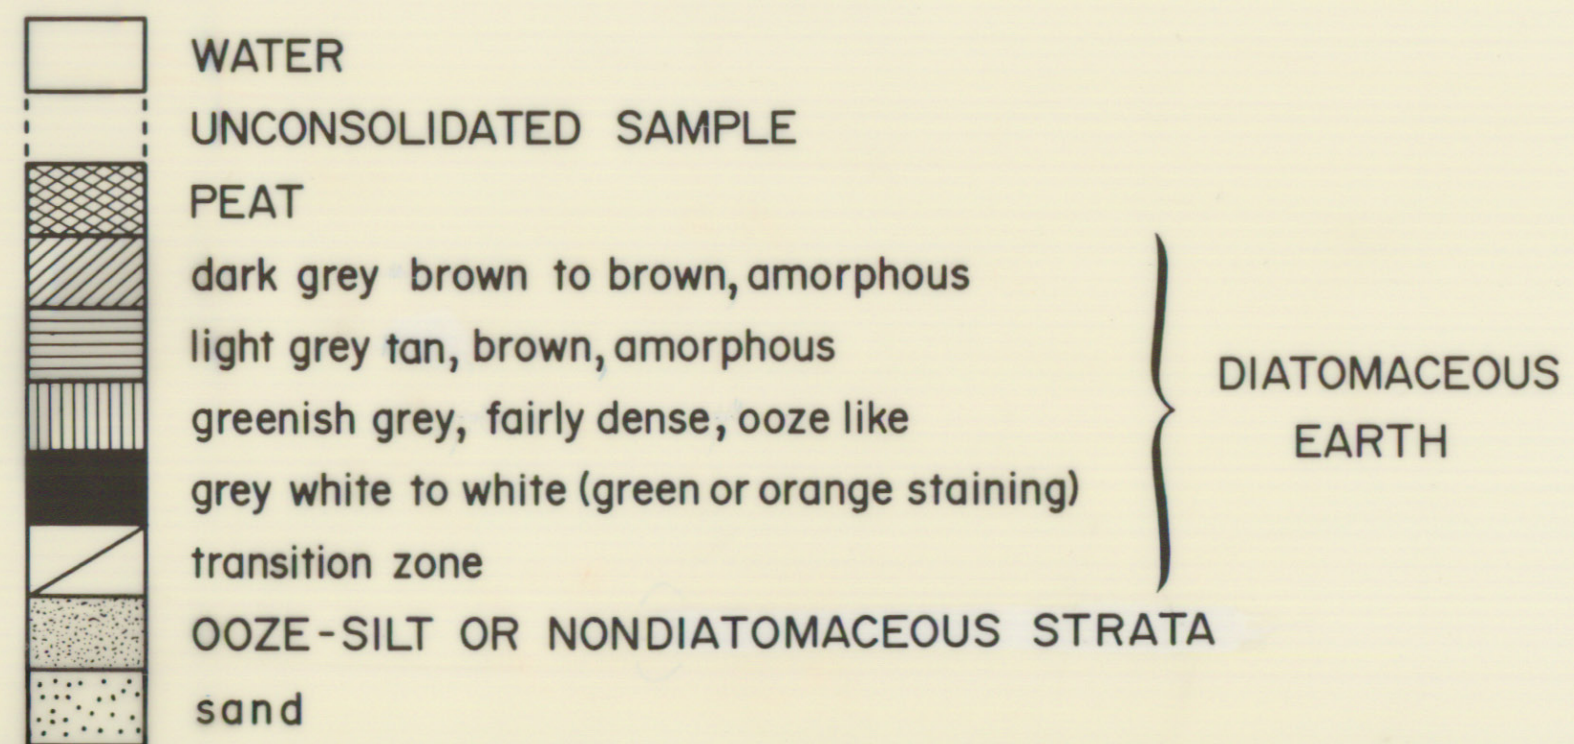 WATER
UNCONSOLIDATED SAMPLE
PEAT
dark grey brown to brown, amorphous
light grey tan, brown, amorphous
greenish grey, fairly dense, ooze like
grey white to white (green or orange staining)
transition zone
DIATOMACEOUS
EARTH
OOZE-SILT OR NONDIATOMACEOUS STRATA
sand